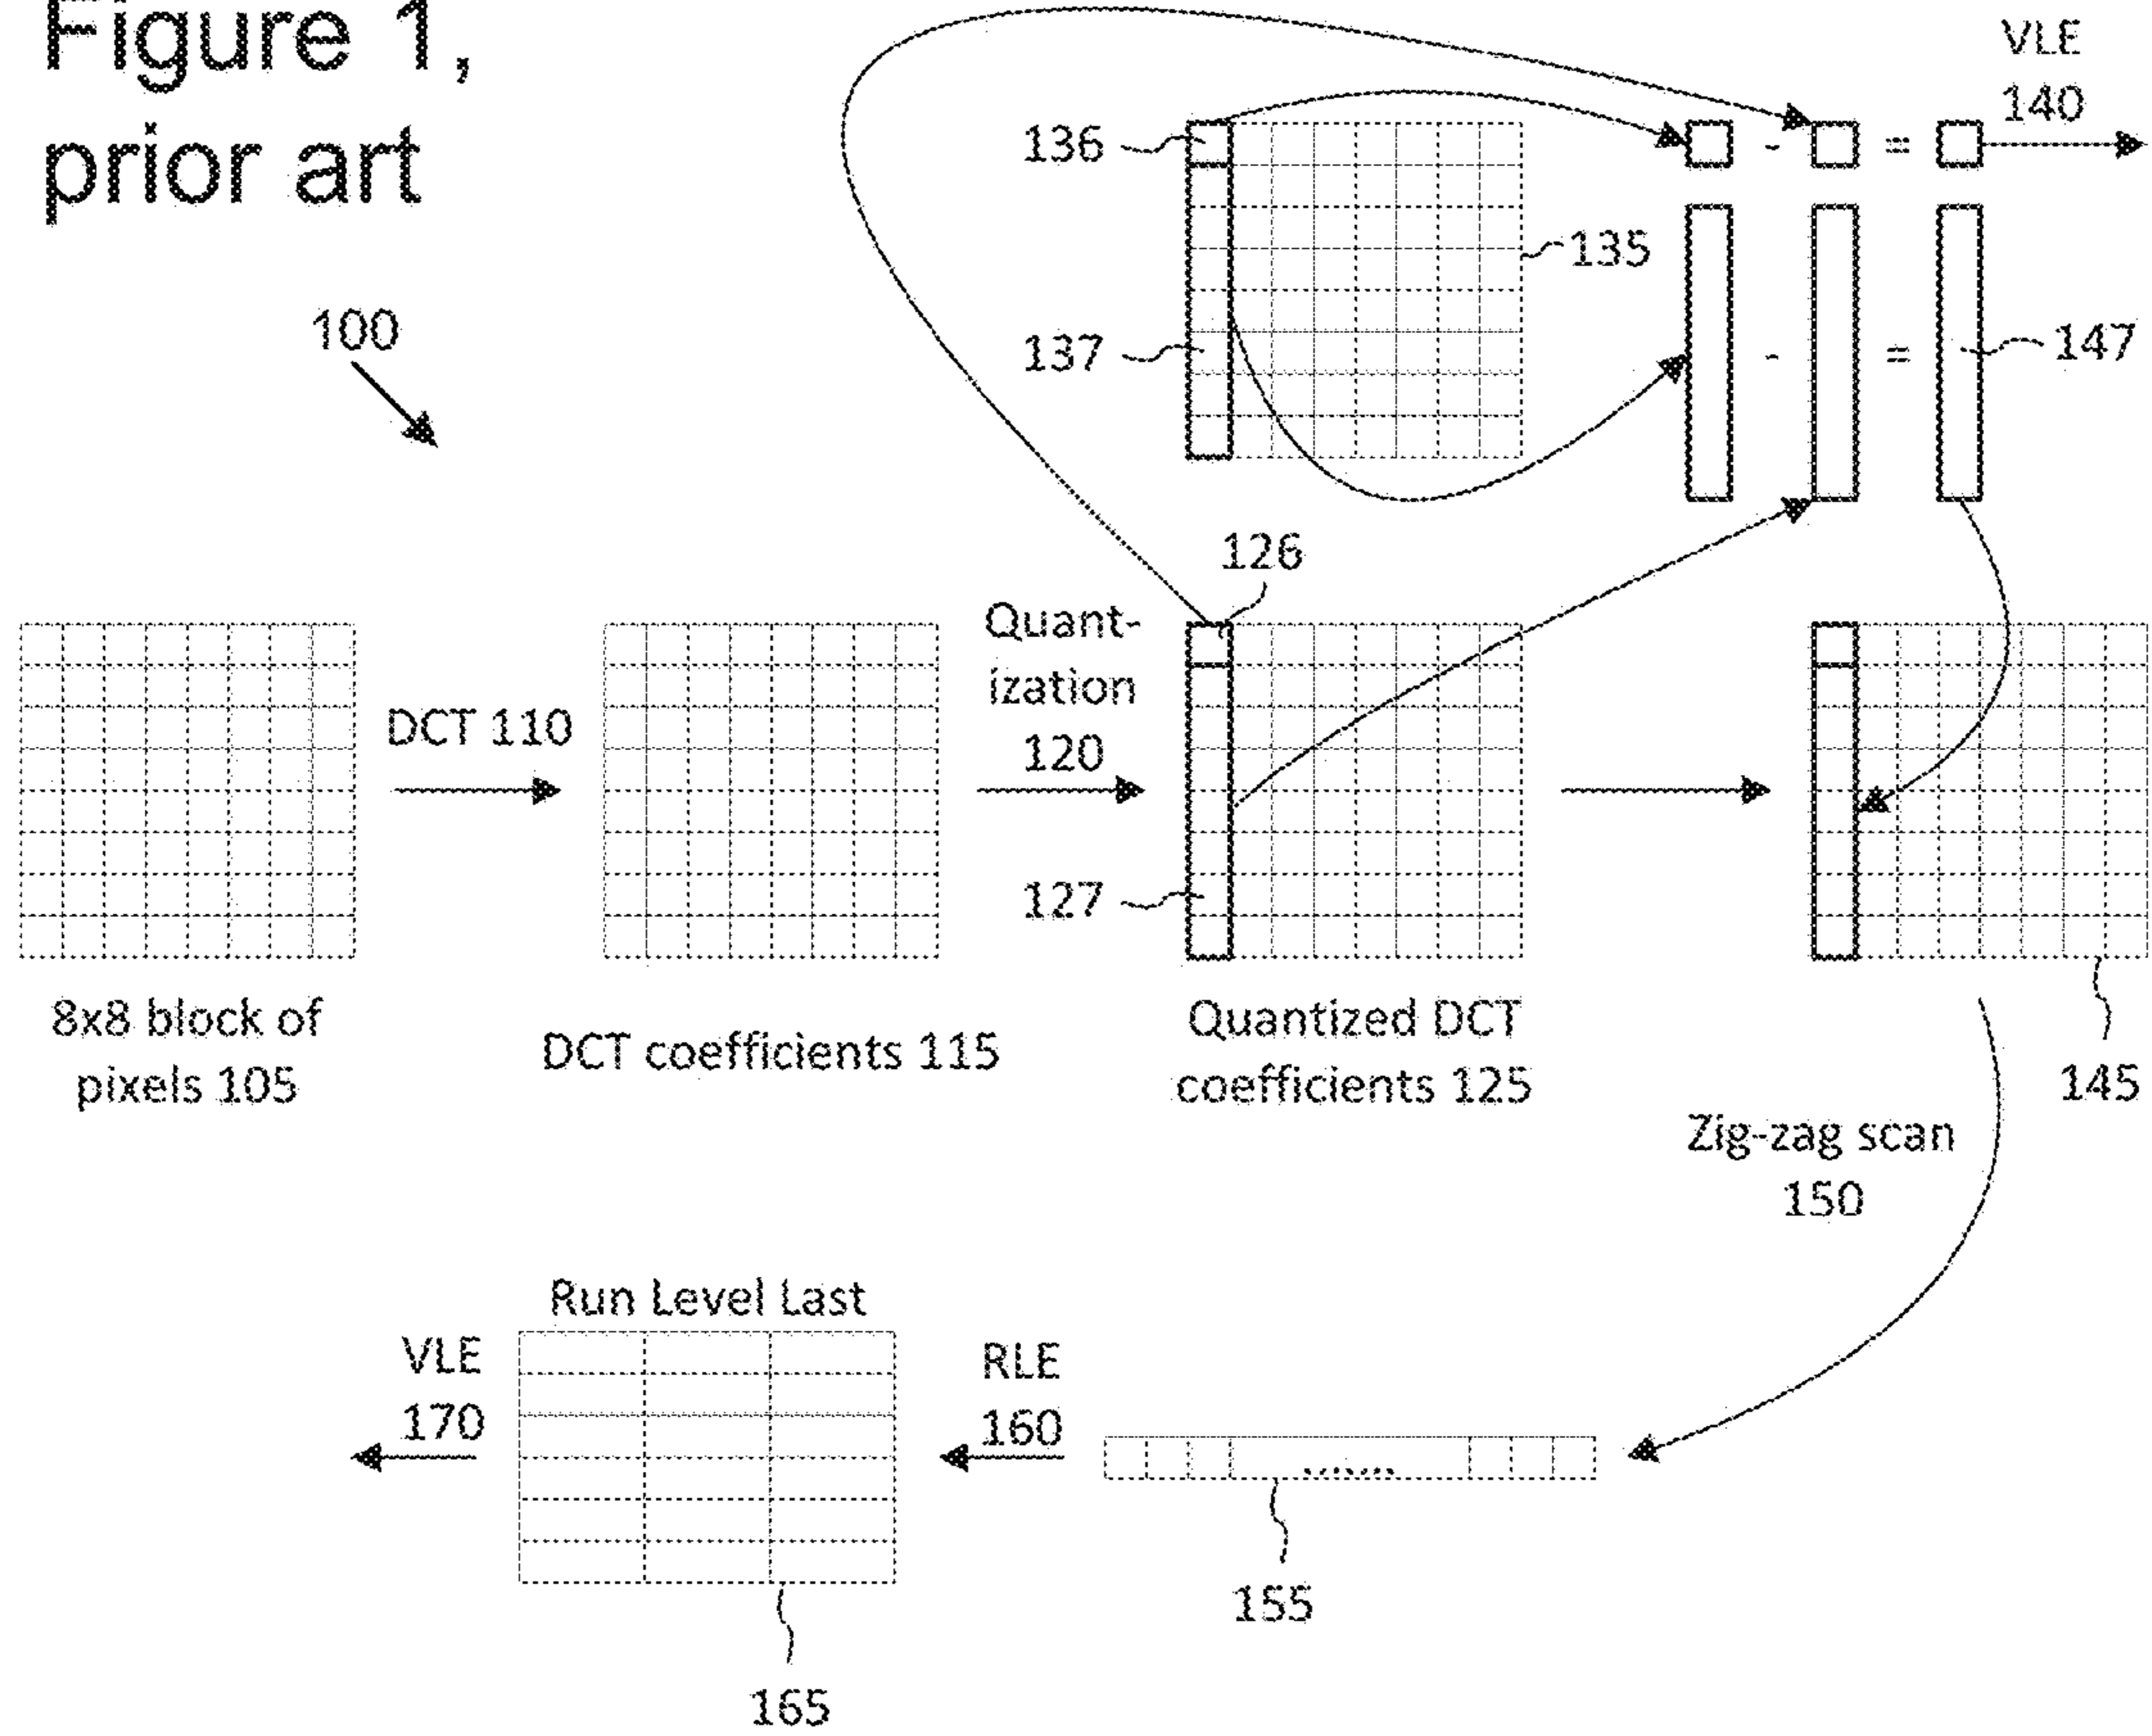 Figure 1,
prior art
100
VLE
140
136
-
=
135
137
-
=
147
126
Quant-
ization
120
DCT 110
127
8x8 block of
pixels 105
DCT coefficients 115
Quantized DCT
coefficients 125
145
Zig-zag scan
150
Run Level Last
VLE
170
RLE
160
.......
155
165